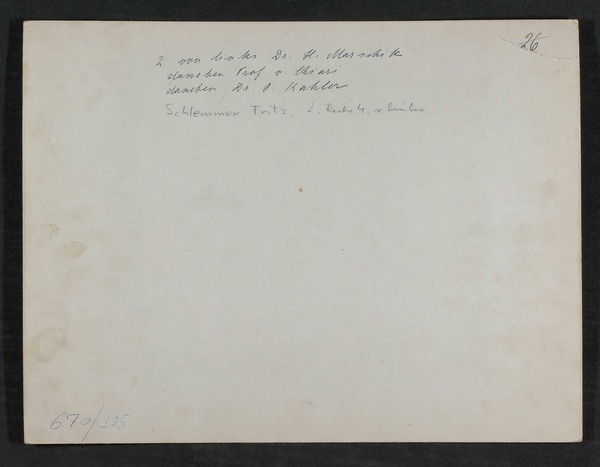 26
2 von links Dr. H. Marschik
daneben Prof v. Chiari
daneben Dr. O. Kahler
Schlemmer Fritz, 2. Reihe 4. v. links
670/325